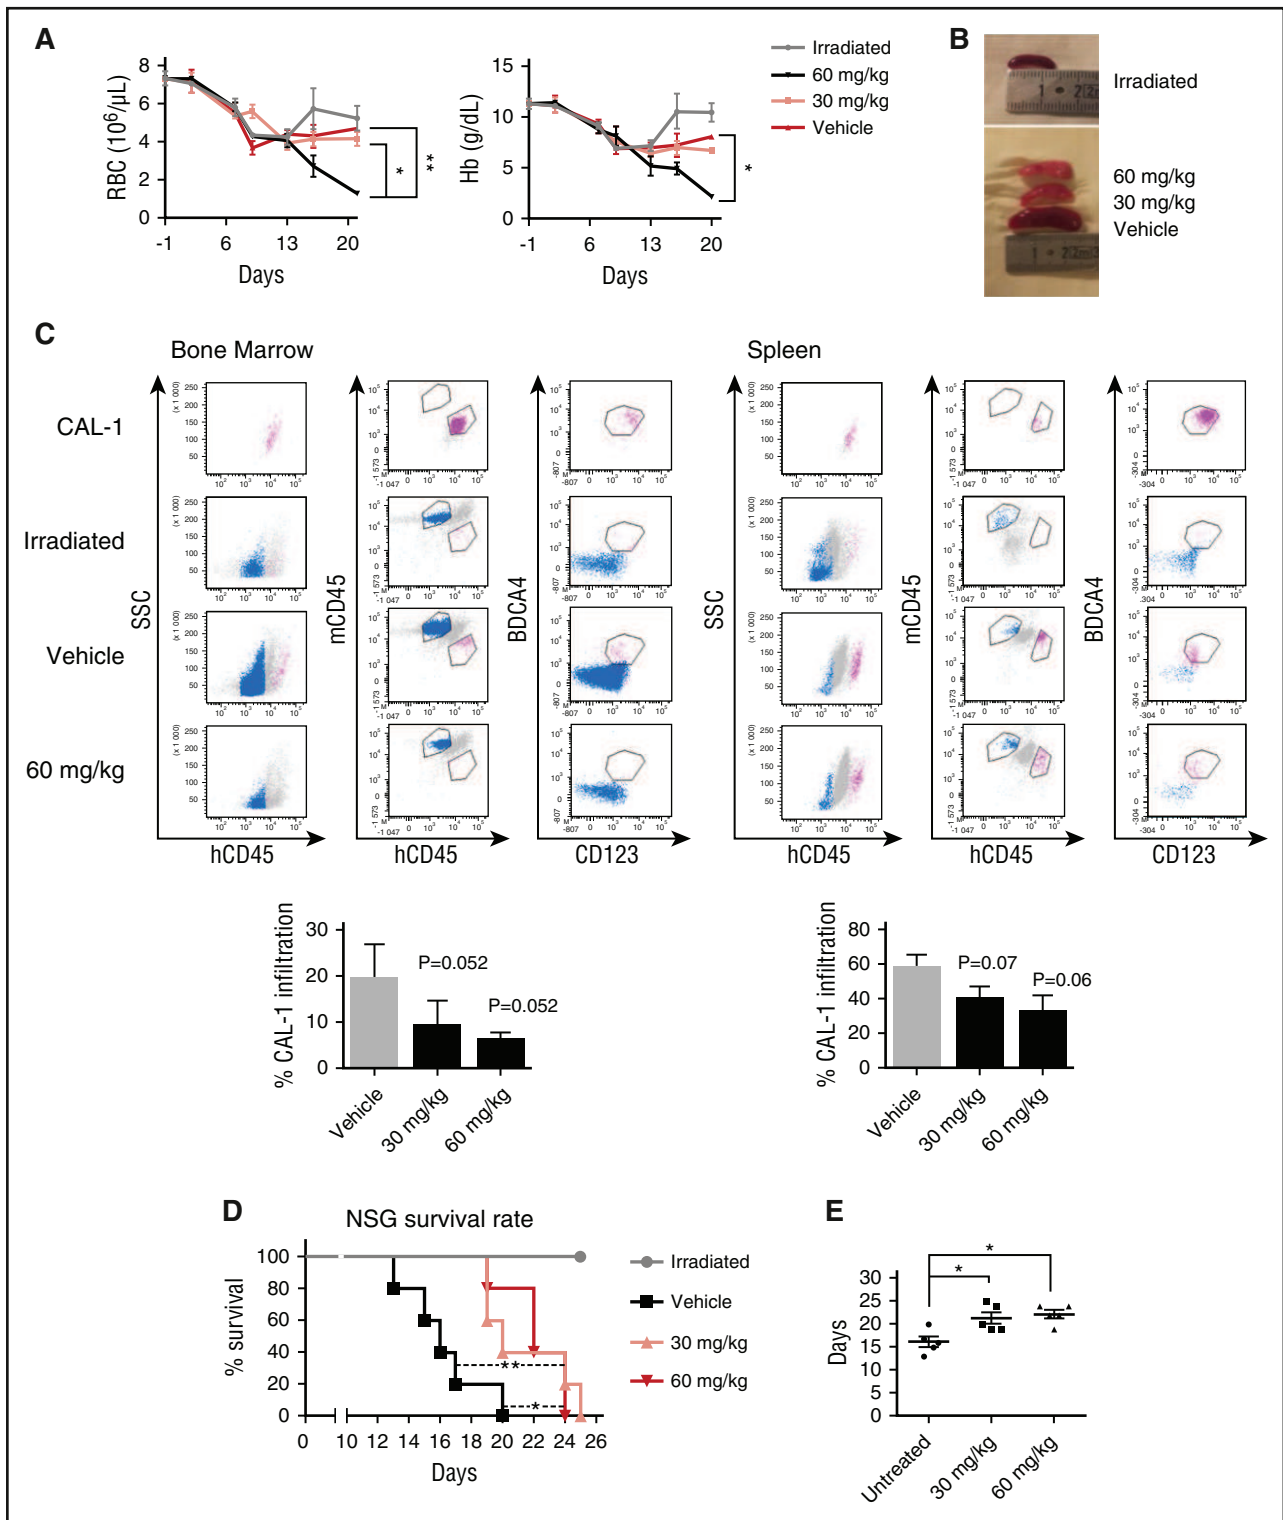 A
RBC (10⁶/µL)
8
6
4
2
0
-1 6 13 20
Days
*
**
Hb (g/dL)
15
10
5
0
-1 6 13 20
Days
*
Irradiated
60 mg/kg
30 mg/kg
Vehicle
B
Irradiated
60 mg/kg
30 mg/kg
Vehicle
C
Bone Marrow
Spleen
CAL-1
Irradiated
Vehicle
60 mg/kg
SSC
mCD45
BDCA4
SSC
mCD45
BDCA4
hCD45
hCD45
CD123
hCD45
hCD45
CD123
% CAL-1 infiltration
30
20
10
0
P=0.052
P=0.052
Vehicle
30 mg/kg
60 mg/kg
% CAL-1 infiltration
80
60
40
20
0
P=0.07
P=0.06
Vehicle
30 mg/kg
60 mg/kg
D
NSG survival rate
% survival
100
80
60
40
20
0
**
*
0 10 12 14 16 18 20 22 24 26
Days
Irradiated
Vehicle
30 mg/kg
60 mg/kg
E
Days
30
25
20
15
10
5
0
*
*
Untreated
30 mg/kg
60 mg/kg